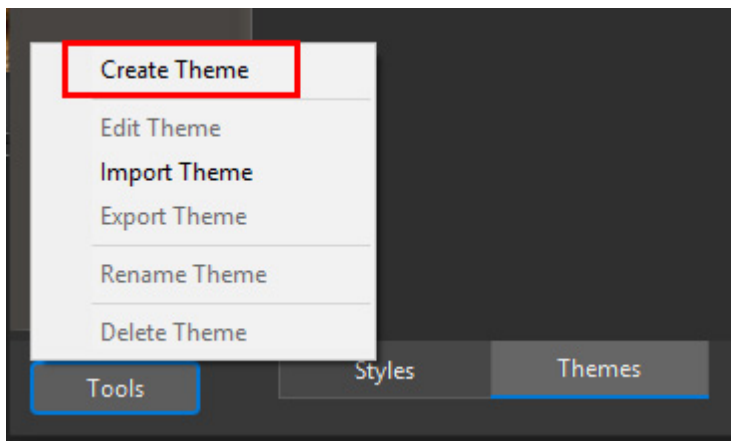 Create Theme
Edit Theme
Import Theme
Export Theme
Rename Theme
Delete Theme
Tools
Styles
Themes